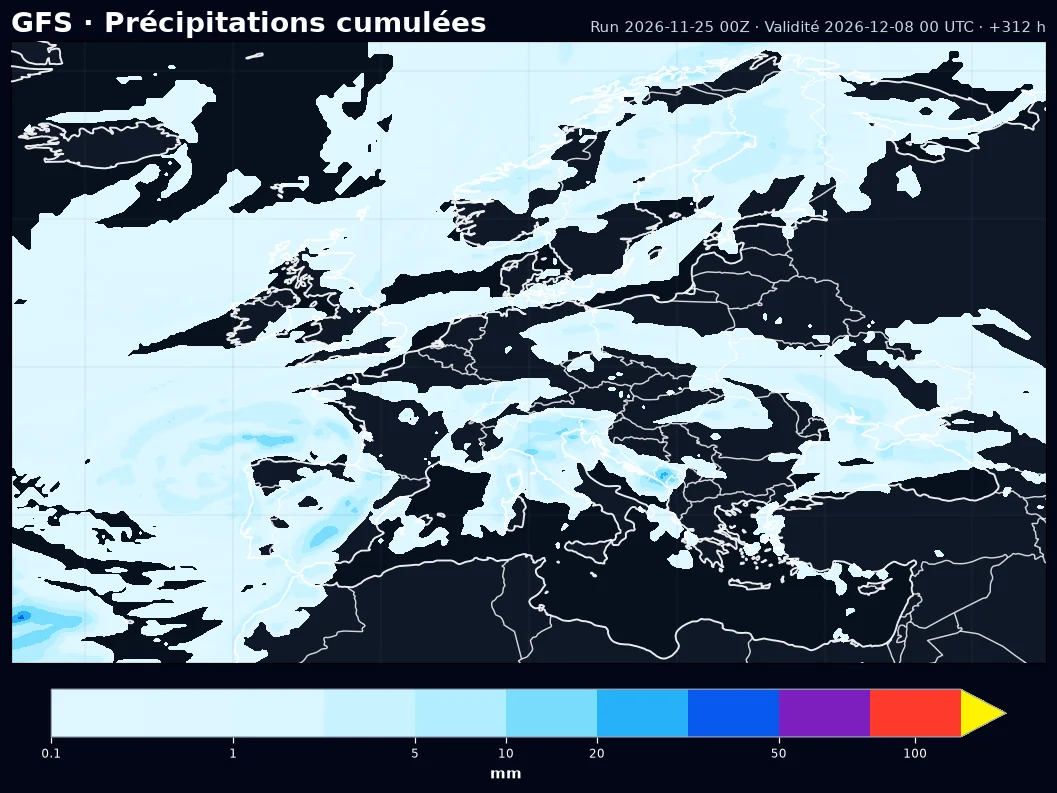 GFS · Précipitations cumulées
Run 2026-11-25 00Z · Validité 2026-12-08 00 UTC · +312 h
0.1 1 5 10 20 50 100
mm